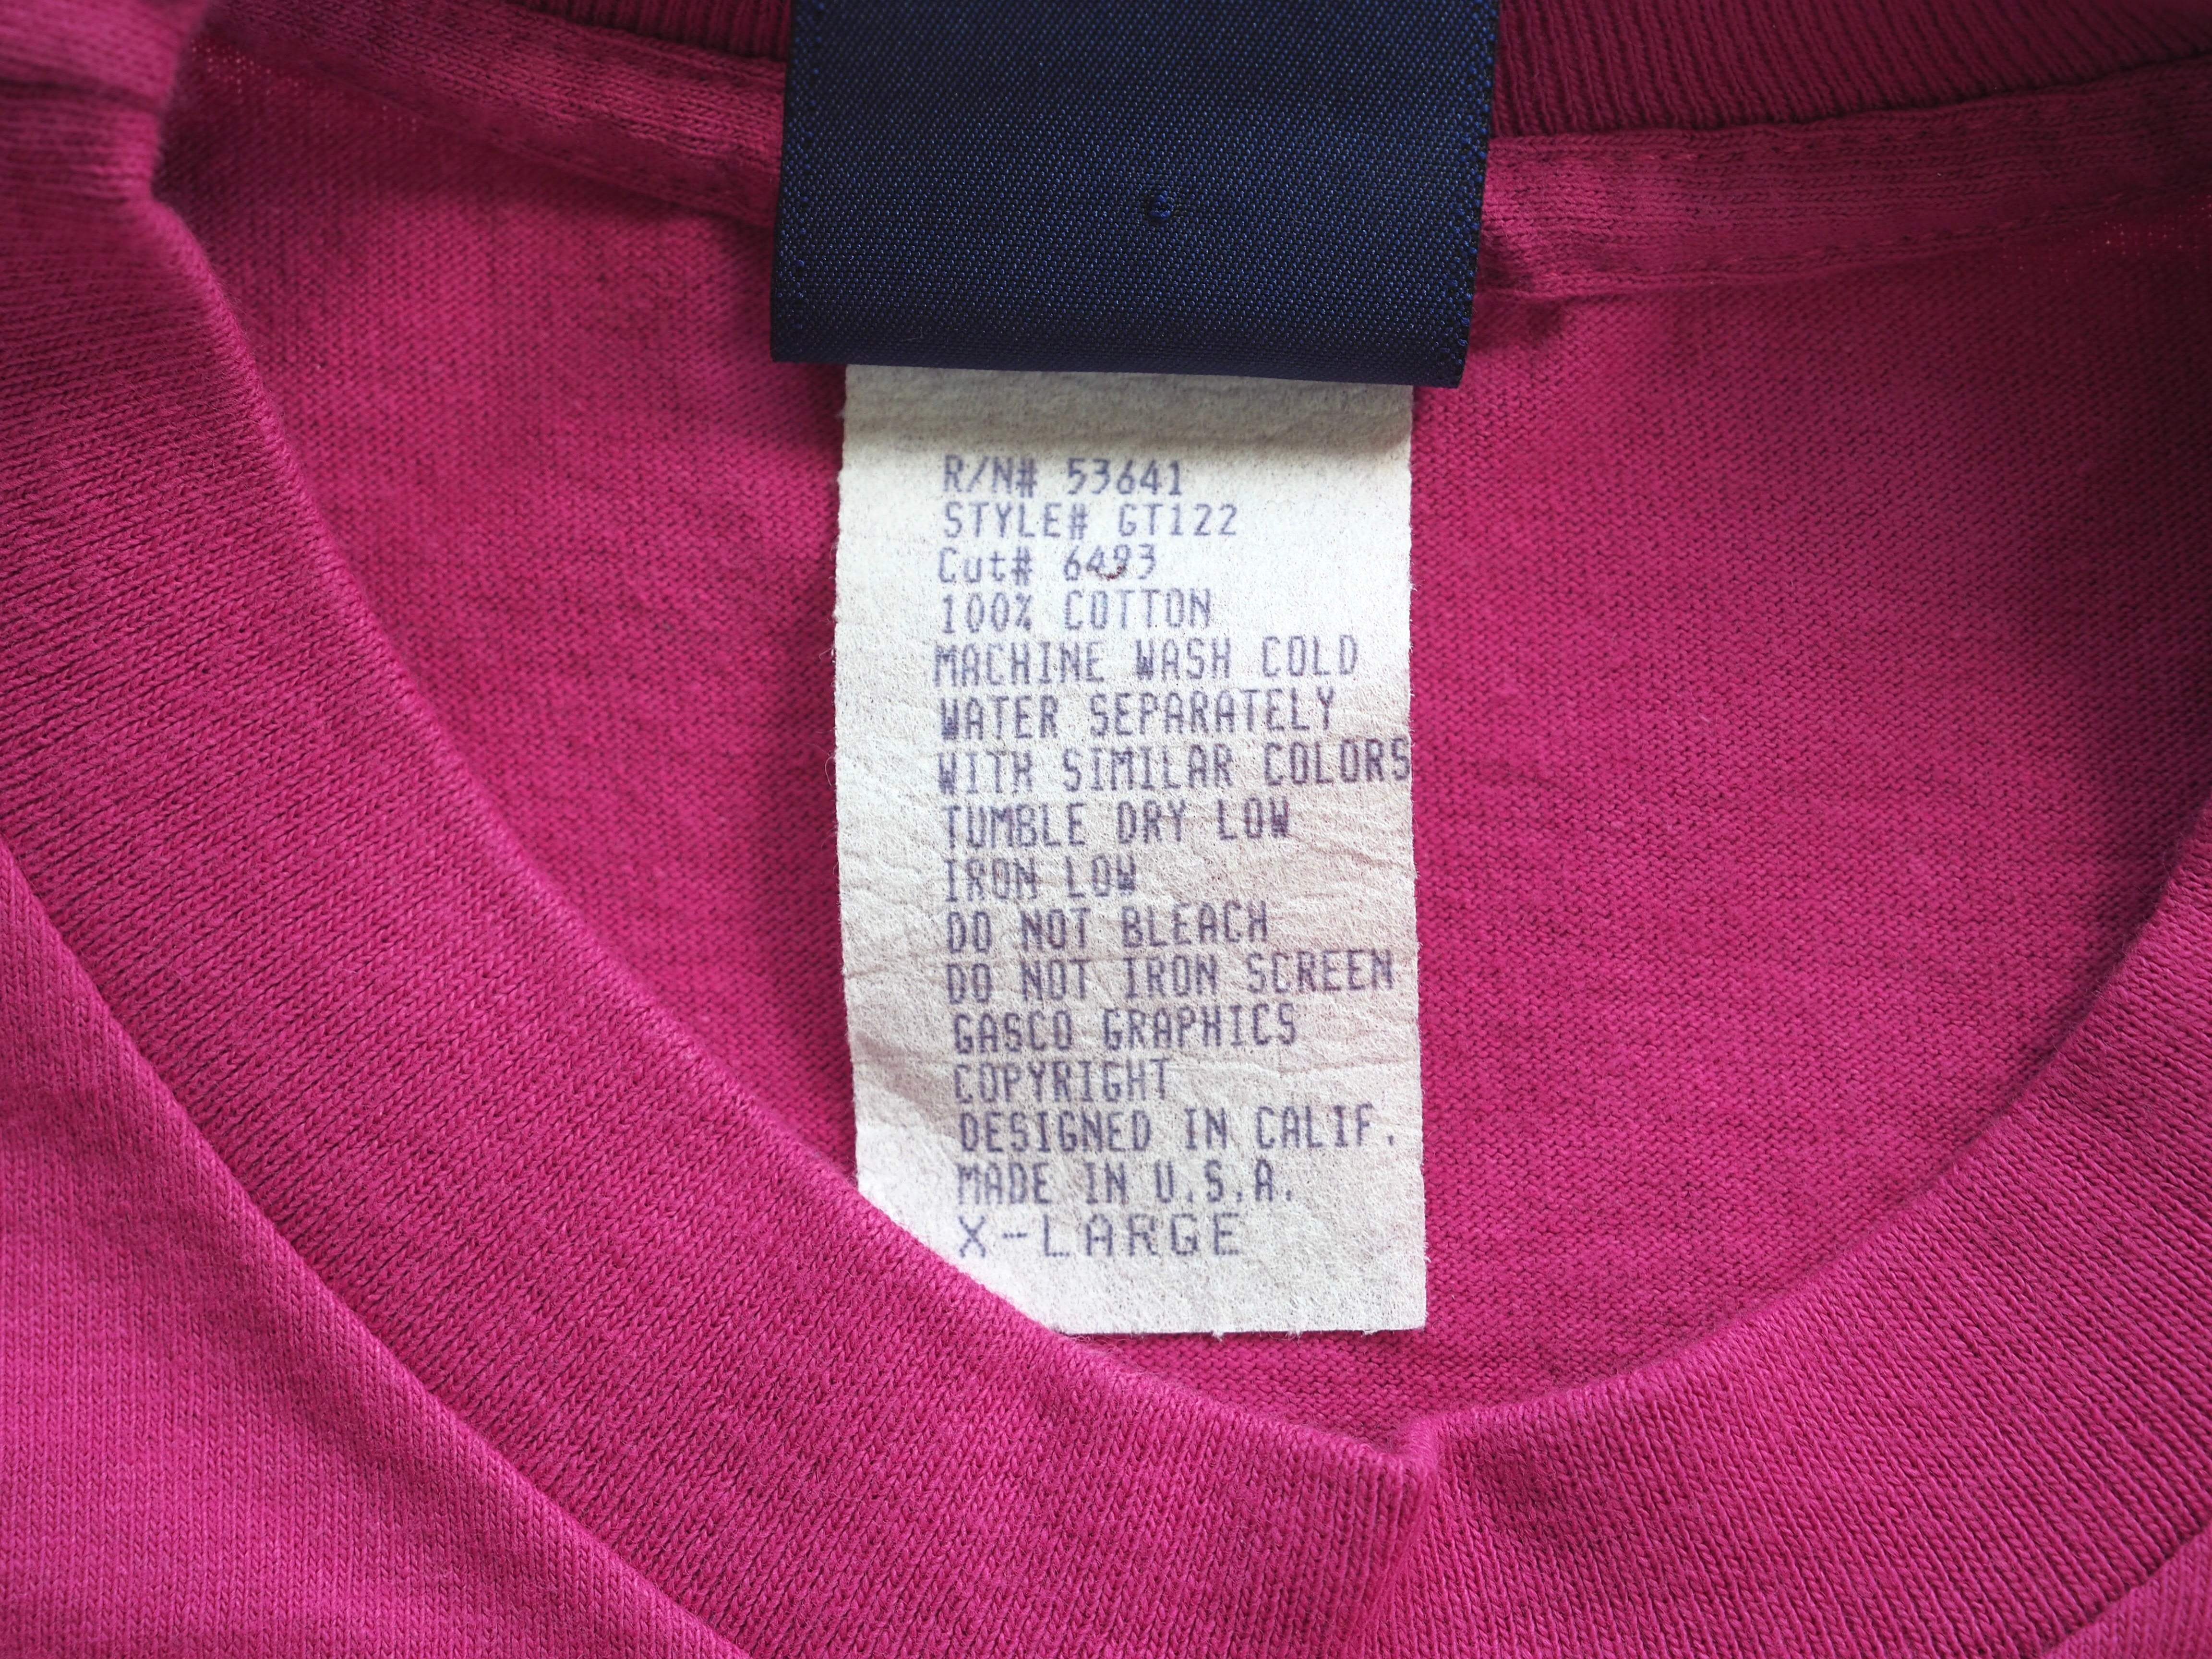 R/N# 53641
STYLE# GT122
Cut# 6493
100% COTTON
MACHINE WASH COLD
WATER SEPARATELY
WITH SIMILAR COLORS
TUMBLE DRY LOW
IRON LOW
DO NOT BLEACH
DO NOT IRON SCREEN
GASCO GRAPHICS
COPYRIGHT
DESIGNED IN CALIF.
MADE IN U.S.A.
X-LARGE